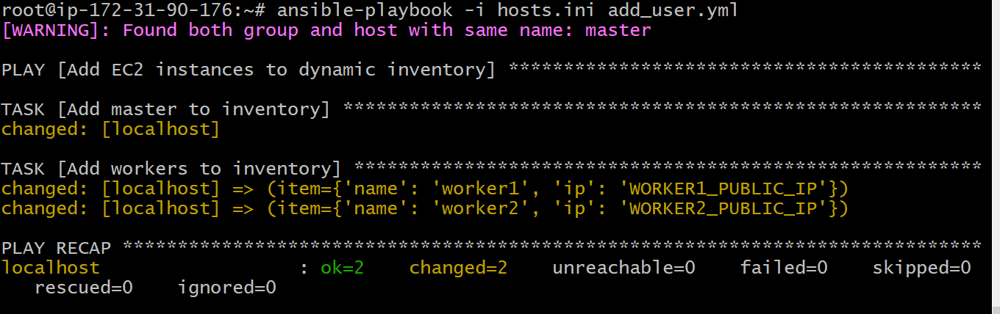 root@ip-172-31-90-176:~# ansible-playbook -i hosts.ini add_user.yml
[WARNING]: Found both group and host with same name: master
PLAY [Add EC2 instances to dynamic inventory] *******************************************
TASK [Add master to inventory] **********************************************************
changed: [localhost]
TASK [Add workers to inventory] *********************************************************
changed: [localhost] => (item={'name': 'worker1', 'ip': 'WORKER1_PUBLIC_IP'})
changed: [localhost] => (item={'name': 'worker2', 'ip': 'WORKER2_PUBLIC_IP'})
PLAY RECAP ******************************************************************************
localhost                  : ok=2    changed=2    unreachable=0    failed=0    skipped=0
   rescued=0    ignored=0